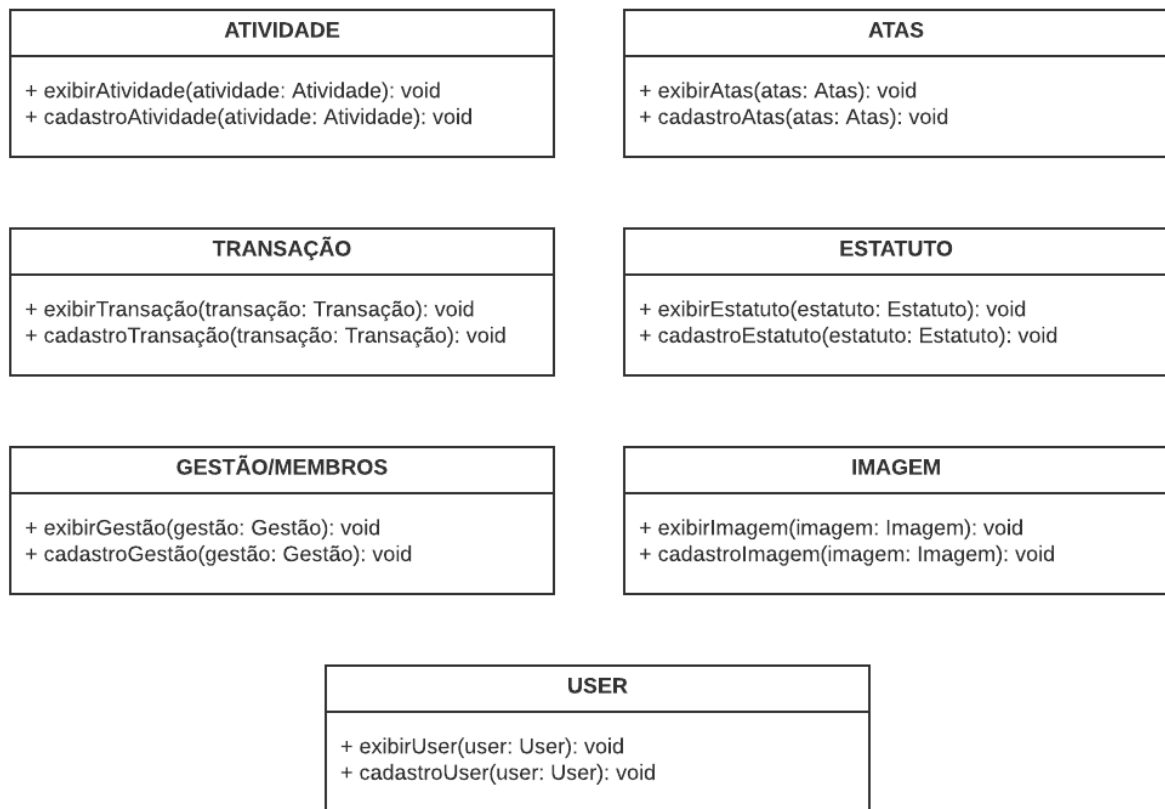 ATIVIDADE
+ exibirAtividade(atividade: Atividade): void
+ cadastroAtividade(atividade: Atividade): void
ATAS
+ exibirAtas(atas: Atas): void
+ cadastroAtas(atas: Atas): void
TRANSAÇÃO
+ exibirTransação(transação: Transação): void
+ cadastroTransação(transação: Transação): void
ESTATUTO
+ exibirEstatuto(estatuto: Estatuto): void
+ cadastroEstatuto(estatuto: Estatuto): void
GESTÃO/MEMBROS
+ exibirGestão(gestão: Gestão): void
+ cadastroGestão(gestão: Gestão): void
IMAGEM
+ exibirImagem(imagem: Imagem): void
+ cadastroImagem(imagem: Imagem): void
USER
+ exibirUser(user: User): void
+ cadastroUser(user: User): void